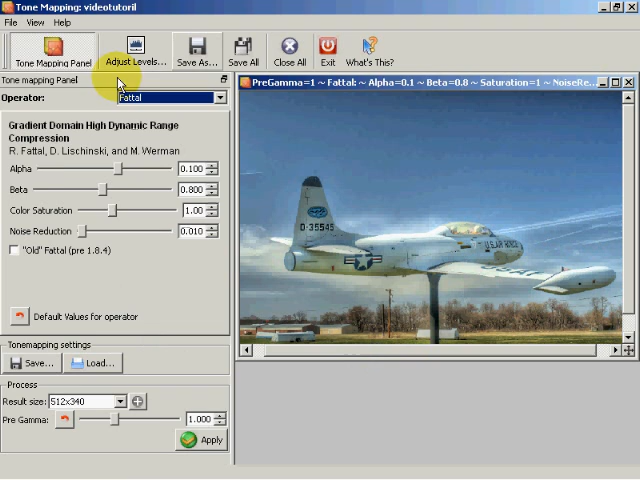 Tone Mapping: videotutoril
File View Help
Tone Mapping Panel
Adjust Levels...
Save As...
Save All
Close All
Exit
What's This?
Tone mapping Panel
Operator: Fattal
Gradient Domain High Dynamic Range
Compression
R. Fattal, D. Lischinski, and M. Werman
Alpha 0.100
Beta 0.800
Color Saturation 1.00
Noise Reduction 0.010
"Old" Fattal (pre 1.8.4)
Default Values for operator
Tonemapping settings
Save... Load...
Process
Result size: 512x340
Pre Gamma: 1.000
Apply
PreGamma=1 ~ Fattal: ~ Alpha=0.1 ~ Beta=0.8 ~ Saturation=1 ~ NoiseRe...
0-35545
U.S. AIR FORCE
USAF